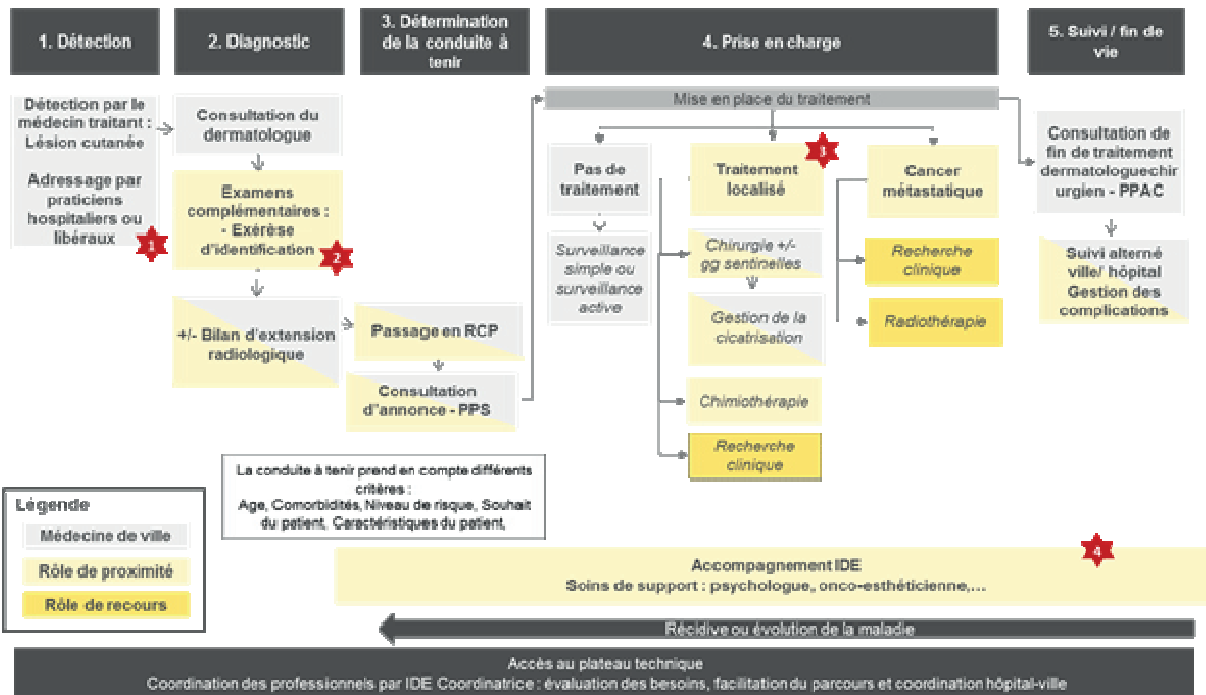 1. Détection
2. Diagnostic
3. Détermination
de la conduite à
tenir
4. Prise en charge
5. Suivi / fin de
vie
Détection par le
médecin traitant :
Lésion cutanée
Adressage par
praticiens
hospitaliers ou
libéraux
1
Consultation du
dermatologue
Examens
complémentaires :
- Exérèse
d'identification
2
+/- Bilan d'extension
radiologique
Passage en RCP
Consultation
d'annonce - PPS
Mise en place du traitement
Pas de
traitement
Surveillance
simple ou
surveillance
active
3
Traitement
localisé
Chirurgie +/-
gg sentinelles
Gestion de la
cicatrisation
Chimiothérapie
Recherche
clinique
Cancer
métastatique
Recherche
clinique
Radiothérapie
Consultation de
fin de traitement
dermatologuechir
urgien - PPAC
Suivi alterné
ville/ hôpital
Gestion des
complications
La conduite à tenir prend en compte différents
critères :
Age, Comorbidités, Niveau de risque, Souhait
du patient, Caractéristiques du patient,
Légende
Médecine de ville
Rôle de proximité
Rôle de recours
4
Accompagnement IDE
Soins de support : psychologue, onco-esthéticienne,...
Récidive ou évolution de la maladie
Accès au plateau technique
Coordination des professionnels par IDE Coordinatrice : évaluation des besoins, facilitation du parcours et coordination hôpital-ville